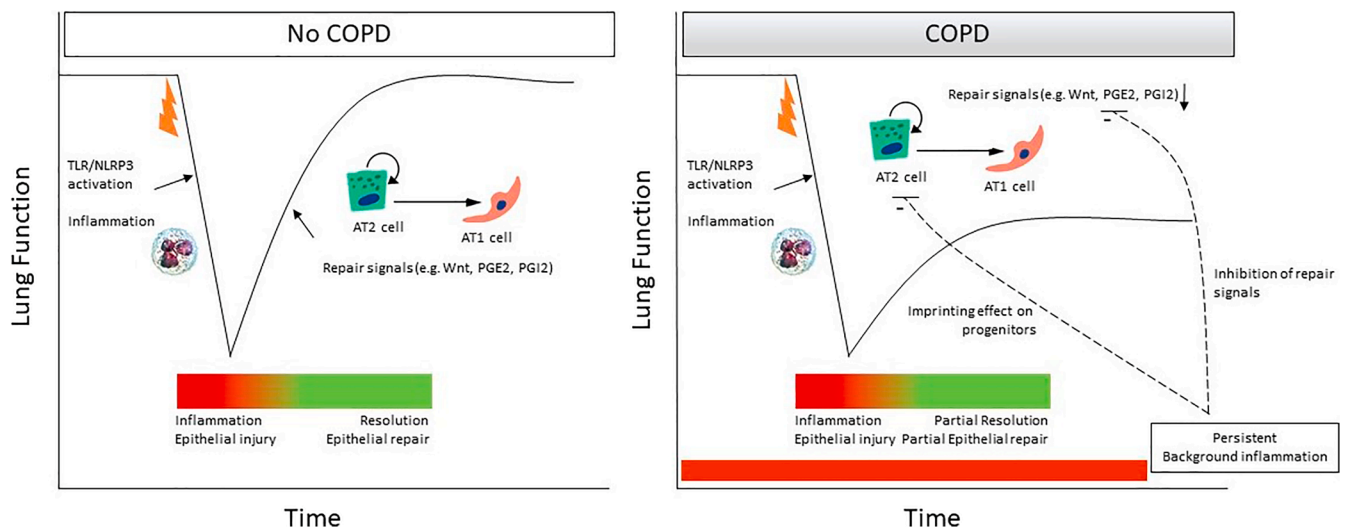 No COPD
Lung Function
TLR/NLRP3
activation
Inflammation
AT2 cell
AT1 cell
Repair signals (e.g. Wnt, PGE2, PGI2)
Inflammation
Epithelial injury
Resolution
Epithelial repair
Time
COPD
Lung Function
Repair signals (e.g. Wnt, PGE2, PGI2)
-
TLR/NLRP3
activation
Inflammation
AT2 cell
AT1 cell
-
Inhibition of repair
signals
Imprinting effect on
progenitors
Inflammation
Epithelial injury
Partial Resolution
Partial Epithelial repair
Persistent
Background inflammation
Time